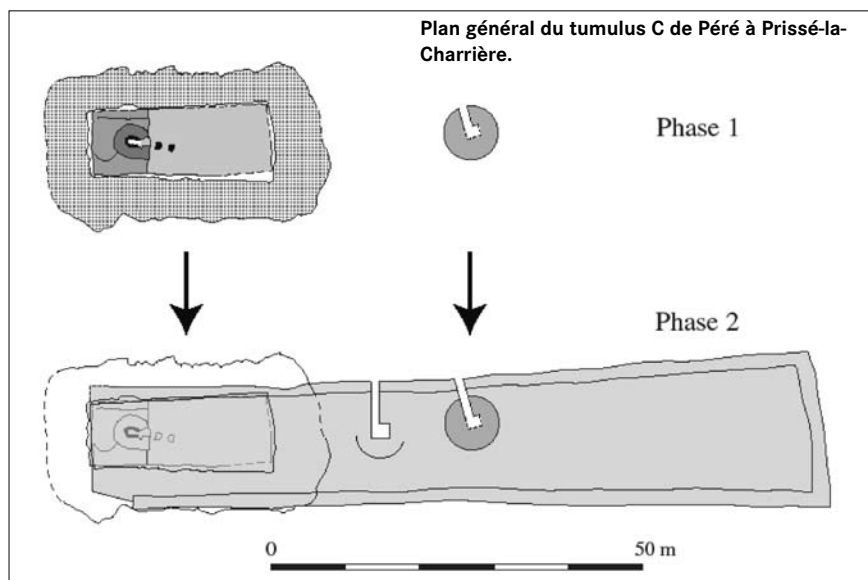 Plan général du tumulus C de Péré à Prissé-la-
Charrière.
Phase 1
Phase 2
0 50 m